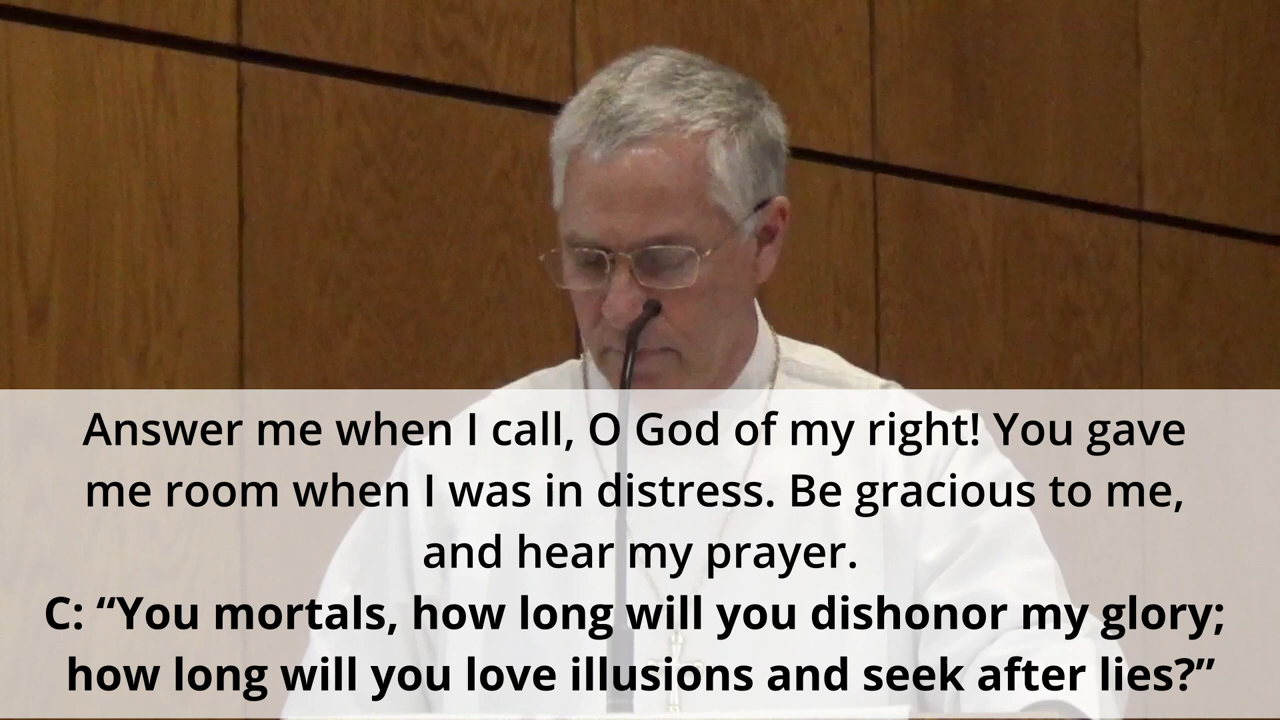 Answer me when I call, O God of my right! You gave
me room when I was in distress. Be gracious to me,
and hear my prayer.
C: “You mortals, how long will you dishonor my glory;
how long will you love illusions and seek after lies?”